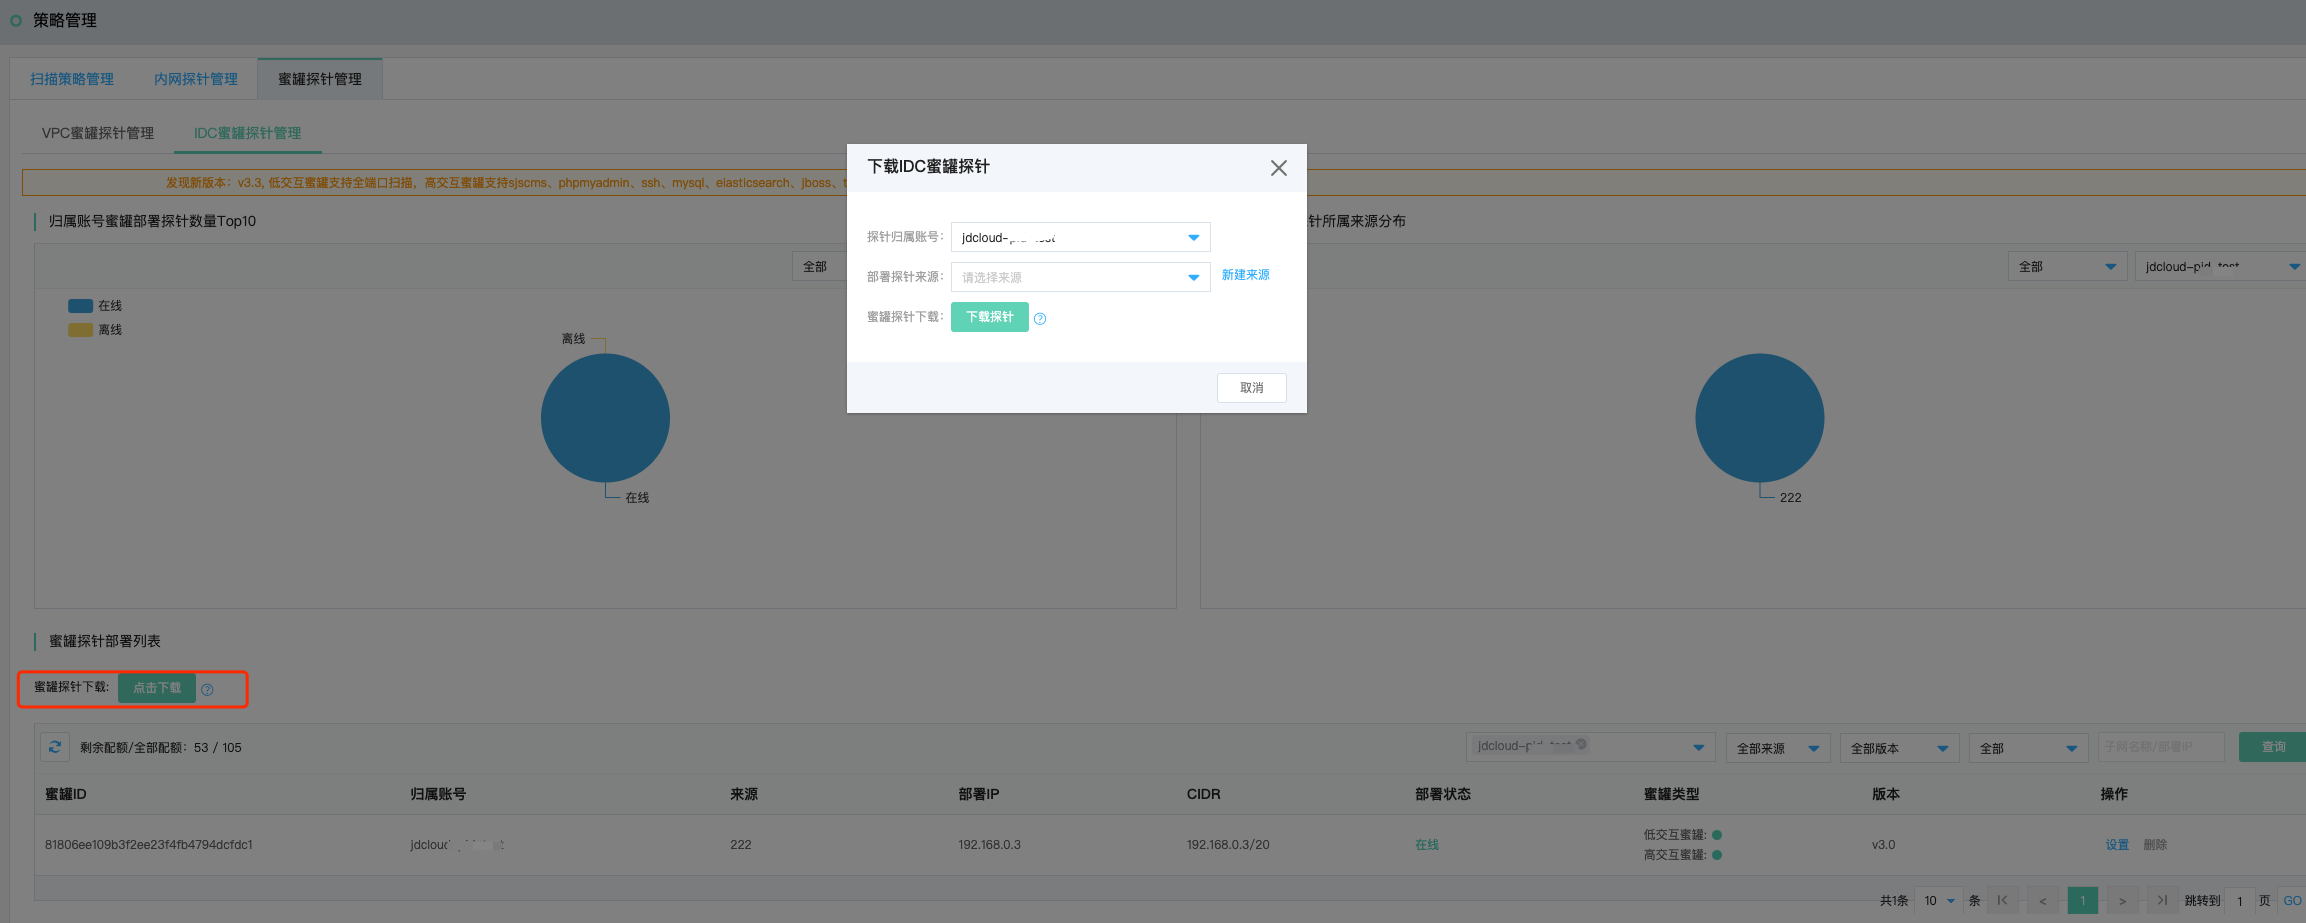 策略管理
扫描策略管理 内网探针管理 蜜罐探针管理
VPC蜜罐探针管理 IDC蜜罐探针管理
发现新版本：v3.3, 低交互蜜罐支持全端口扫描，高交互蜜罐支持sjscms、phpmyadmin、ssh、mysql、elasticsearch、jboss、t
归属账号蜜罐部署探针数量Top10
全部
在线
离线
离线
在线
针所属来源分布
全部
222
下载IDC蜜罐探针
探针归属账号：
部署探针来源： 请选择来源 新建来源
蜜罐探针下载： 下载探针
取消
蜜罐探针部署列表
蜜罐探针下载: 点击下载
剩余配额/全部配额：53 / 105
全部来源 全部版本 全部 子网名称/部署IP 查询
蜜罐ID 归属账号 来源 部署IP CIDR 部署状态 蜜罐类型 版本 操作
81806ee109b3f2ee23f4fb4794dcfdc1 222 192.168.0.3 192.168.0.3/20 在线 低交互蜜罐: v3.0 设置 删除
高交互蜜罐:
共1条 10 条 < 1 > 跳转到 1 页 GO